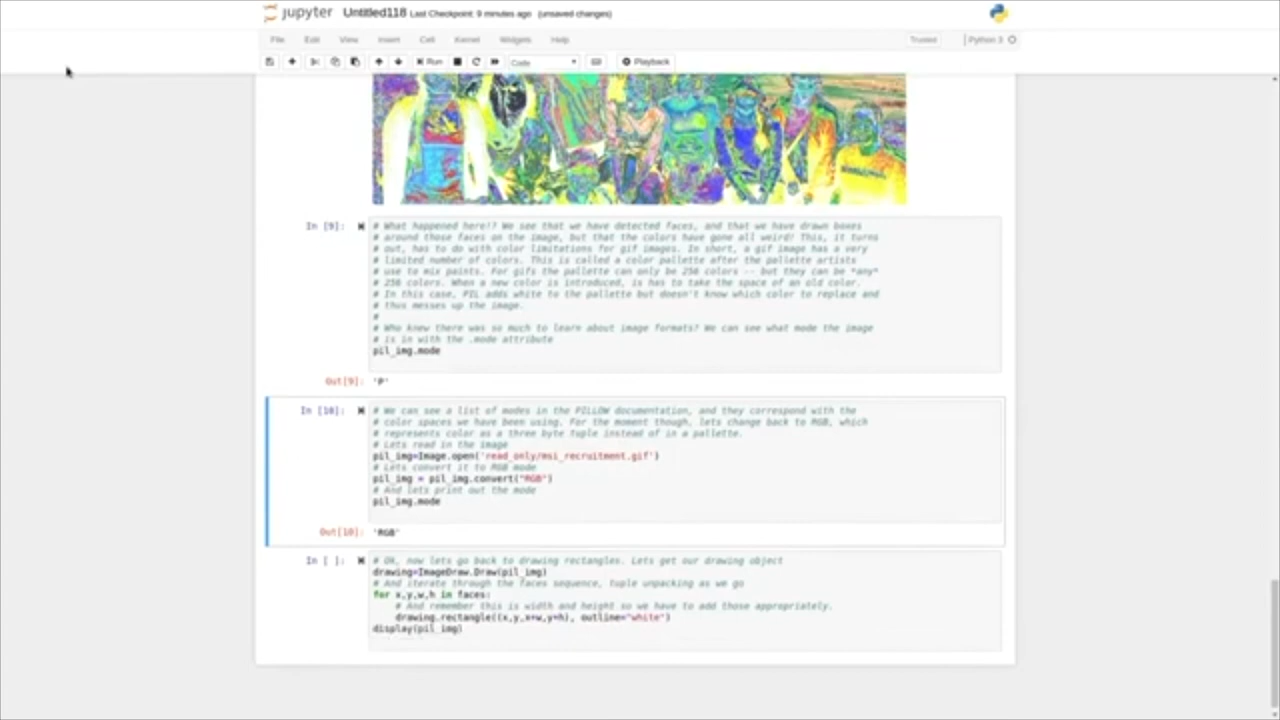 jupyter Untitled118 Last Checkpoint: 9 minutes ago (unsaved changes)
File Edit View Insert Cell Kernel Widgets Help Trusted Python 3
Run Code Playback
In [9]: # What happened here!? We see that we have detected faces, and that we have drawn boxes
# around those faces on the image, but that the colors have gone all weird! This, it turns
# out, has to do with color limitations for gif images. In short, a gif image has a very
# limited number of colors. This is called a color pallette after the pallette artists
# use to mix paints. For gifs the pallette can only be 256 colors -- but they can be *any*
# 256 colors. When a new color is introduced, is has to take the space of an old color.
# In this case, PIL adds white to the pallette but doesn't know which color to replace and
# thus messes up the image.
#
# Who knew there was so much to learn about image formats? We can see what mode the image
# is in with the .mode attribute
pil_img.mode
Out[9]: 'P'
In [10]: # We can see a list of modes in the PILLOW documentation, and they correspond with the
# color spaces we have been using. For the moment though, lets change back to RGB, which
# represents color as a three byte tuple instead of in a pallette.
# Lets read in the image
pil_img=Image.open('read_only/msi_recruitment.gif')
# Lets convert it to RGB mode
pil_img = pil_img.convert("RGB")
# And lets print out the mode
pil_img.mode
Out[10]: 'RGB'
In [ ]: # Ok, now lets go back to drawing rectangles. Lets get our drawing object
drawing=ImageDraw.Draw(pil_img)
# And iterate through the faces sequence, tuple unpacking as we go
for x,y,w,h in faces:
# And remember this is width and height so we have to add those appropriately.
drawing.rectangle((x,y,x+w,y+h), outline="white")
display(pil_img)